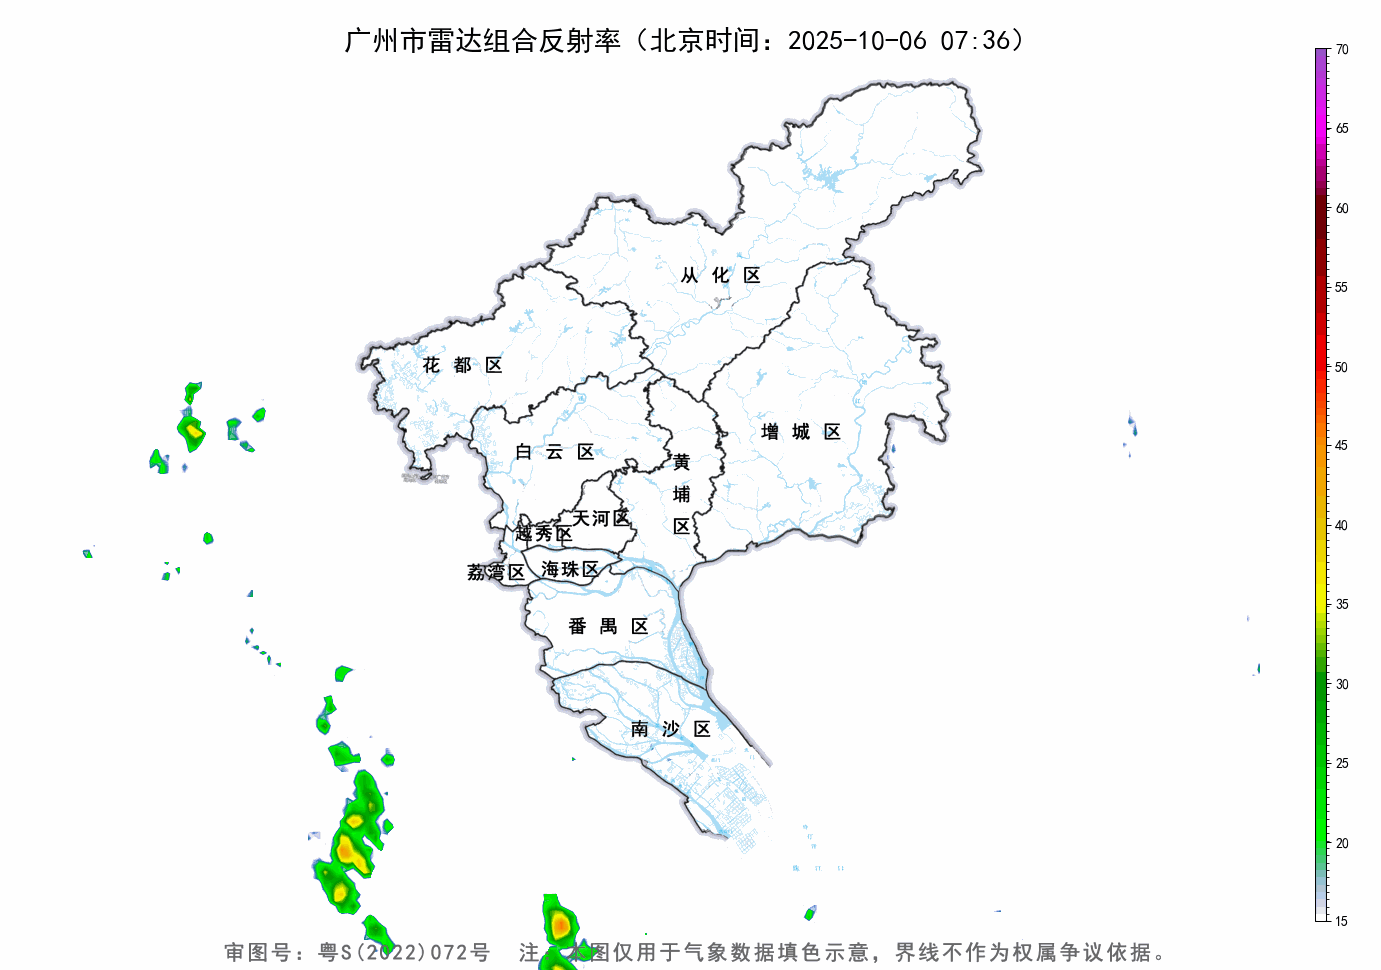 广州市雷达组合反射率（北京时间：2025-10-06 07:36）
70
65
60
55
50
45
40
35
30
25
20
15
从化区
花都区
增城区
白云区
黄埔区
天河区
越秀区
荔湾区
海珠区
番禺区
南沙区
审图号：粤S(2022)072号 注：本图仅用于气象数据填色示意，界线不作为权属争议依据。